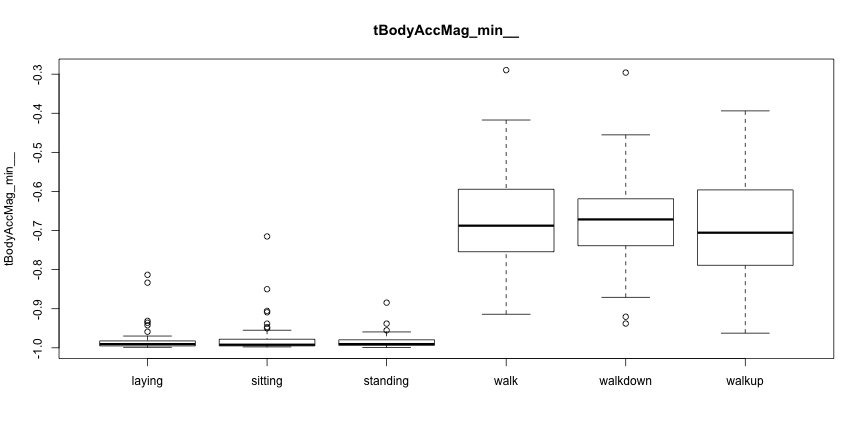 tBodyAccMag_min__
tBodyAccMag_min__
-0.3
-0.4
-0.5
-0.6
-0.7
-0.8
-0.9
-1.0
laying sitting standing walk walkdown walkup